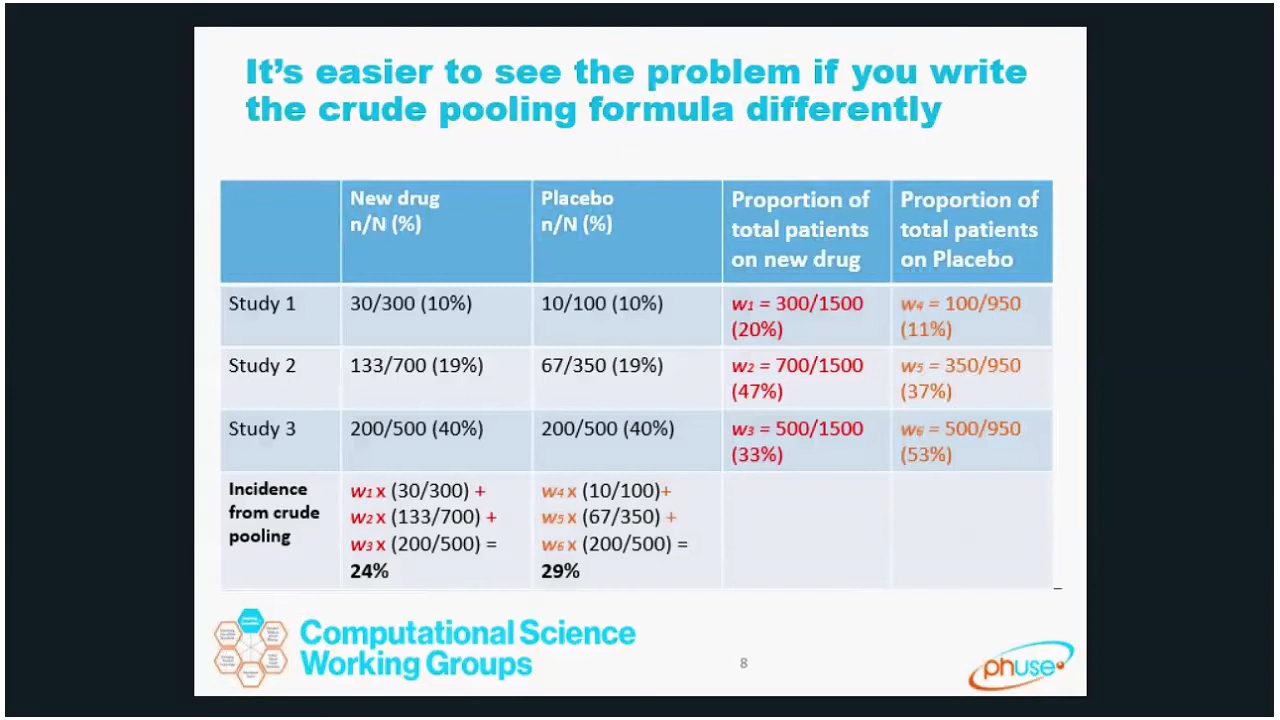 It's easier to see the problem if you write
the crude pooling formula differently
New drug
n/N (%)
Placebo
n/N (%)
Proportion of
total patients
on new drug
Proportion of
total patients
on Placebo
Study 1
30/300 (10%)
10/100 (10%)
w1 = 300/1500
(20%)
w4 = 100/950
(11%)
Study 2
133/700 (19%)
67/350 (19%)
w2 = 700/1500
(47%)
w5 = 350/950
(37%)
Study 3
200/500 (40%)
200/500 (40%)
w3 = 500/1500
(33%)
w6 = 500/950
(53%)
Incidence
from crude
pooling
w1 x (30/300) +
w2 x (133/700) +
w3 x (200/500) =
24%
w4 x (10/100)+
w5 x (67/350) +
w6 x (200/500) =
29%
Computational Science
Working Groups
8
phuse